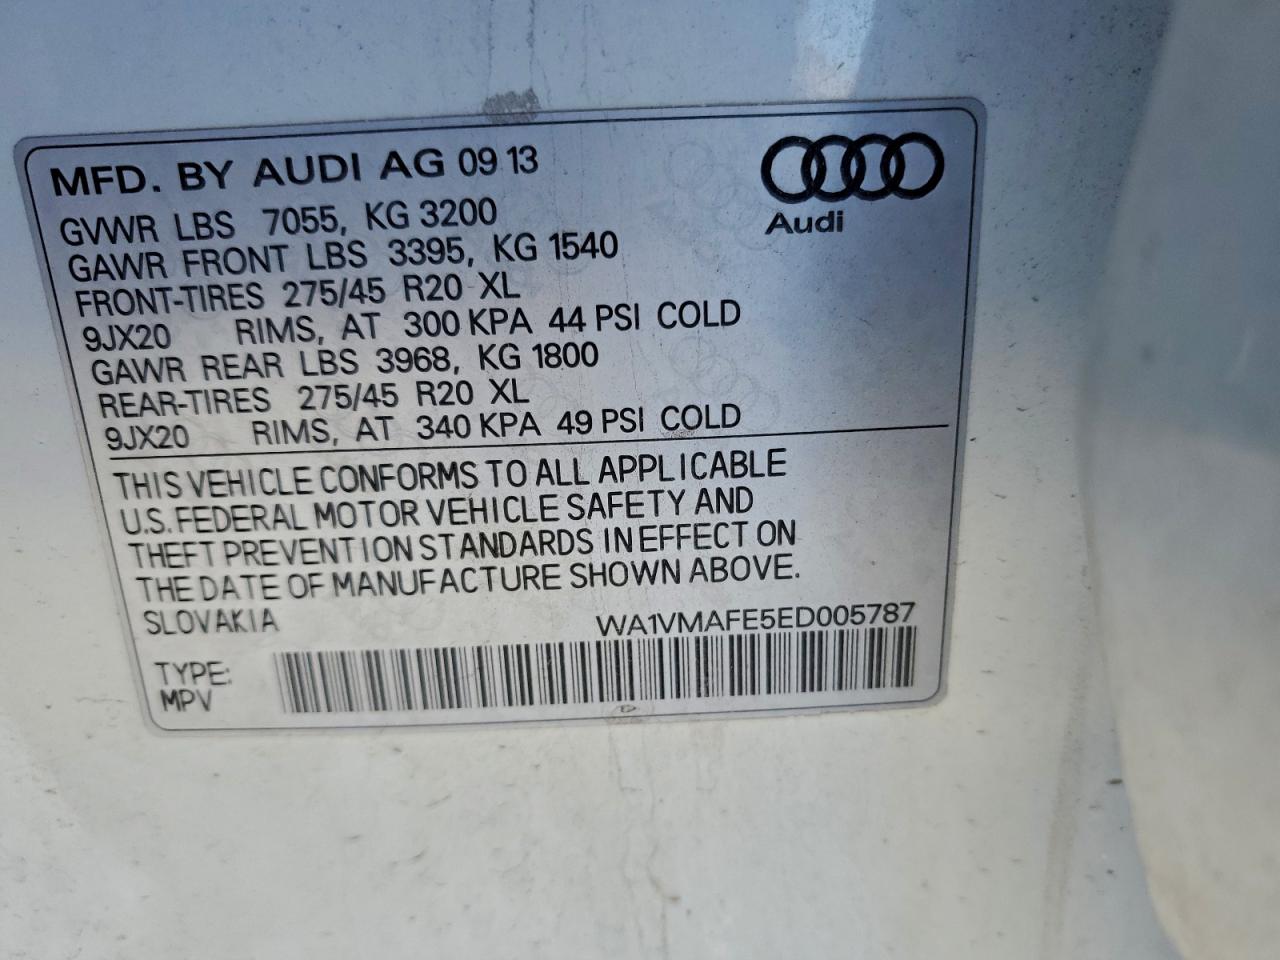 MFD. BY AUDI AG 09 13
Audi
GVWR LBS 7055, KG 3200
GAWR FRONT LBS 3395, KG 1540
FRONT-TIRES 275/45 R20 XL
9JX20 RIMS, AT 300 KPA 44 PSI COLD
GAWR REAR LBS 3968, KG 1800
REAR-TIRES 275/45 R20 XL
9JX20 RIMS, AT 340 KPA 49 PSI COLD
THIS VEHICLE CONFORMS TO ALL APPLICABLE
U.S. FEDERAL MOTOR VEHICLE SAFETY AND
THEFT PREVENTION STANDARDS IN EFFECT ON
THE DATE OF MANUFACTURE SHOWN ABOVE.
SLOVAKIA WA1VMAFE5ED005787
TYPE:
MPV